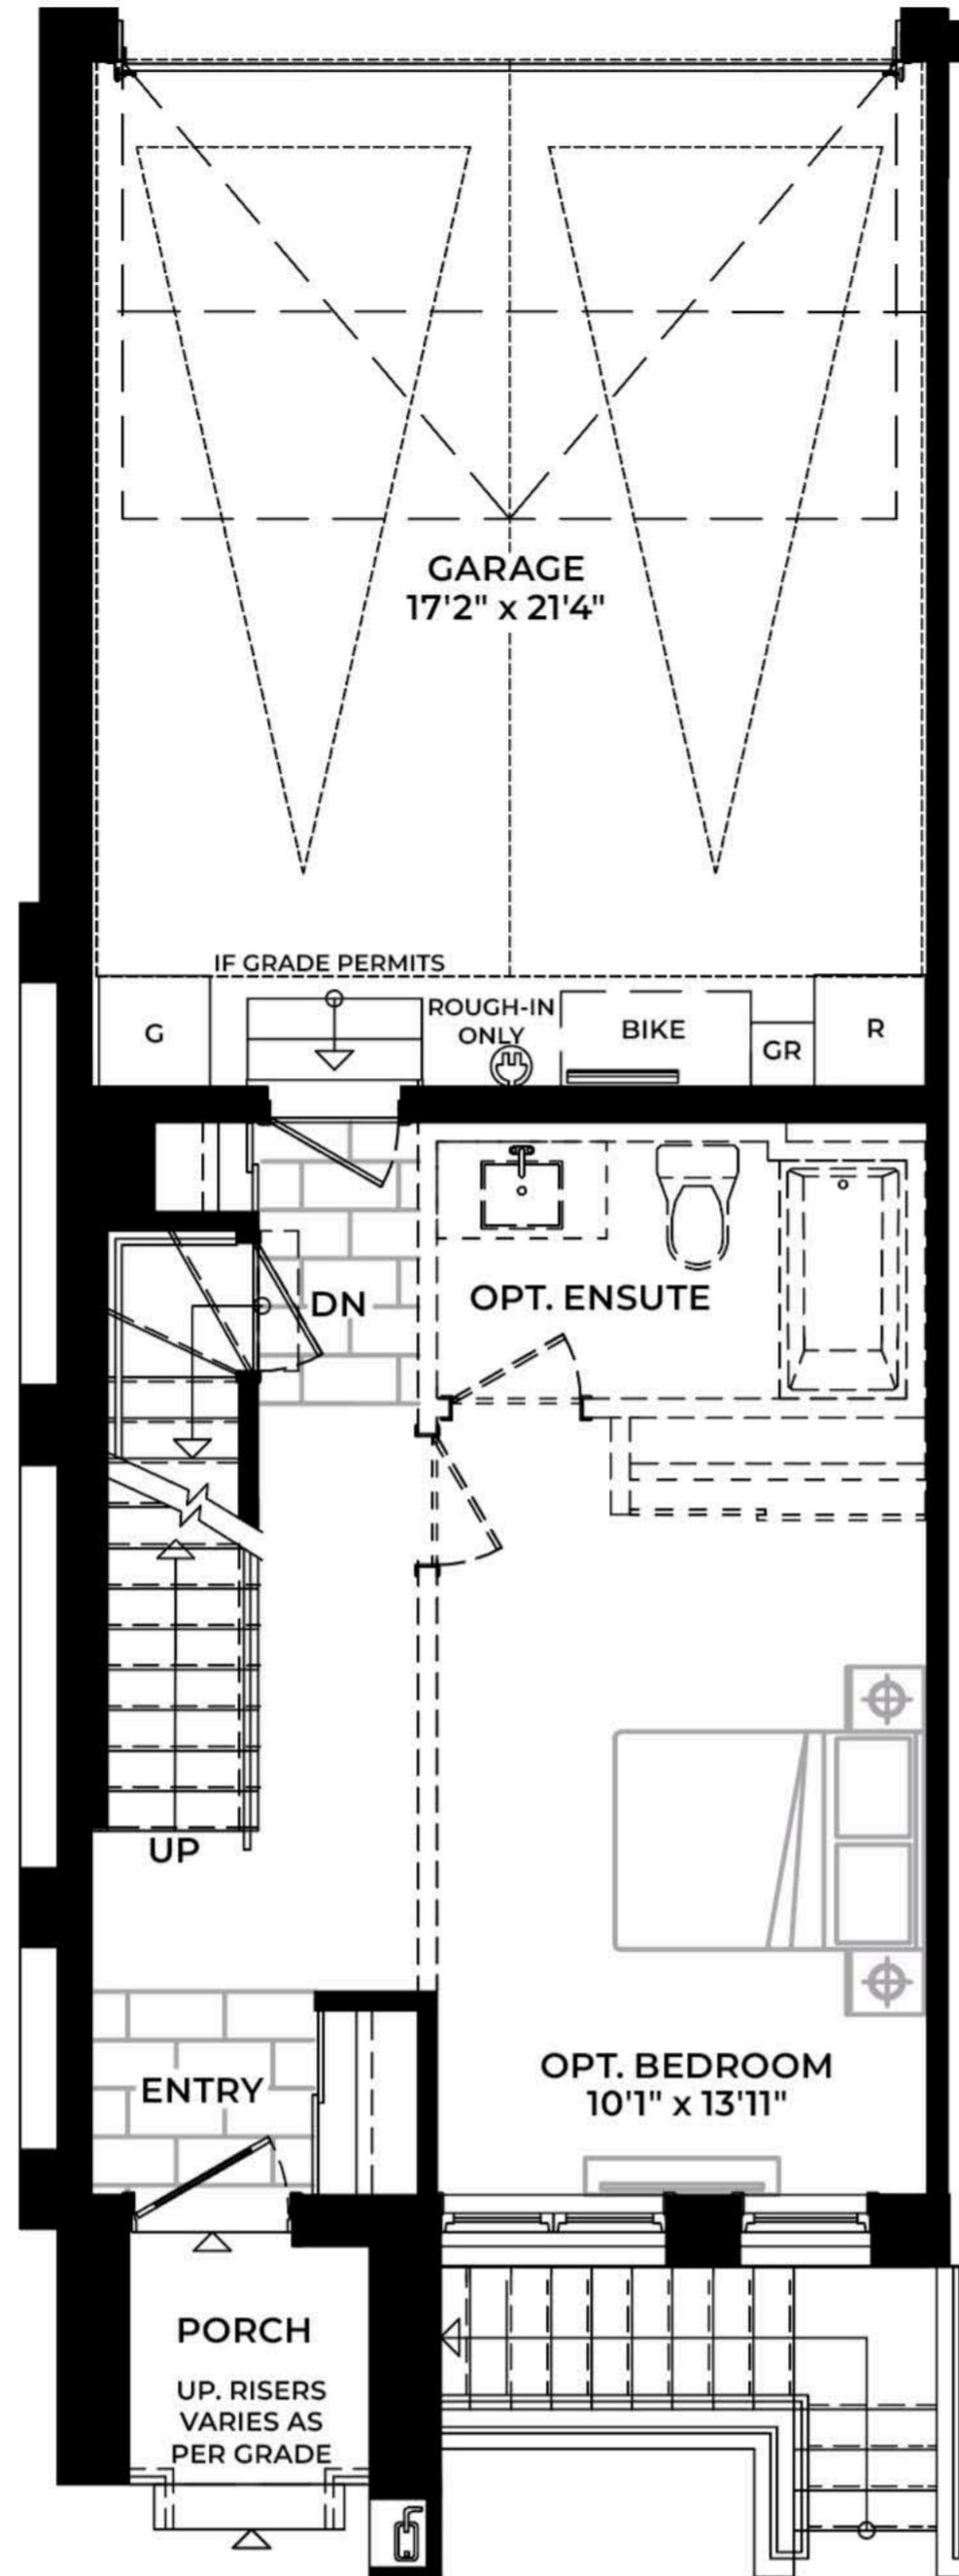 GARAGE
17'2" x 21'4"
IF GRADE PERMITS
G
ROUGH-IN
ONLY
BIKE
GR
R
DN
OPT. ENSUTE
UP
ENTRY
OPT. BEDROOM
10'1" x 13'11"
PORCH
UP. RISERS
VARIES AS
PER GRADE